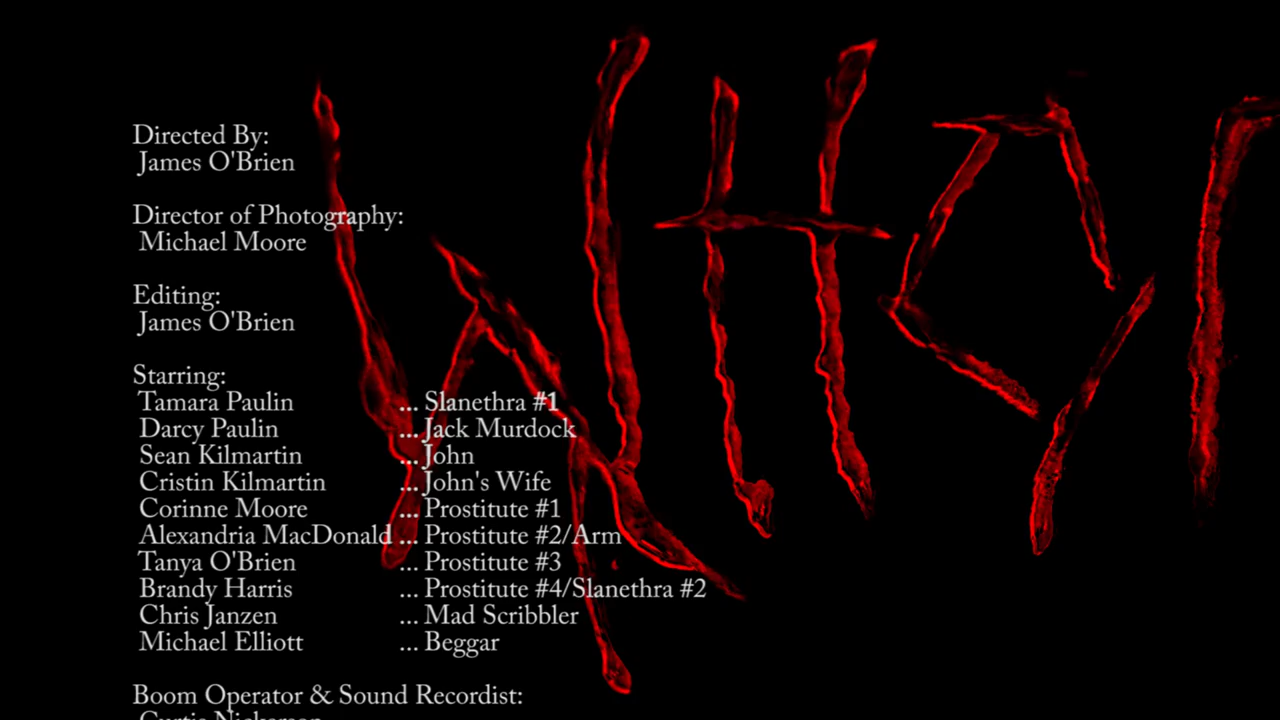 Directed By:
James O'Brien
Director of Photography:
Michael Moore
Editing:
James O'Brien
Starring:
Tamara Paulin ... Slanethra #1
Darcy Paulin ... Jack Murdock
Sean Kilmartin ... John
Cristin Kilmartin ... John's Wife
Corinne Moore ... Prostitute #1
Alexandria MacDonald ... Prostitute #2/Arm
Tanya O'Brien ... Prostitute #3
Brandy Harris ... Prostitute #4/Slanethra #2
Chris Janzen ... Mad Scribbler
Michael Elliott ... Beggar
Boom Operator & Sound Recordist: